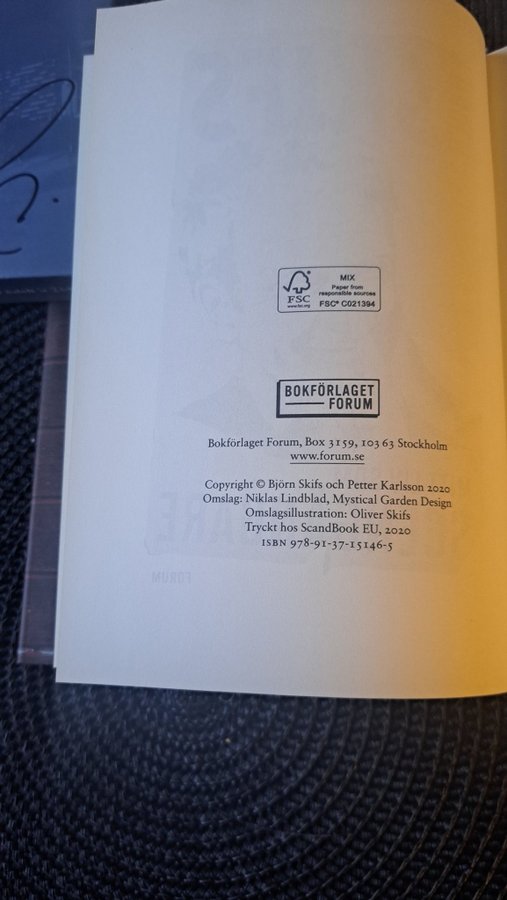 MIX
Paper from
responsible sources
FSC
www.fsc.org
FSC® C021394
BOKFÖRLAGET
FORUM
Bokförlaget Forum, Box 3159, 103 63 Stockholm
www.forum.se
Copyright © Björn Skifs och Petter Karlsson 2020
Omslag: Niklas Lindblad, Mystical Garden Design
Omslagsillustration: Oliver Skifs
Tryckt hos ScandBook EU, 2020
ISBN 978-91-37-15146-5
FORUM